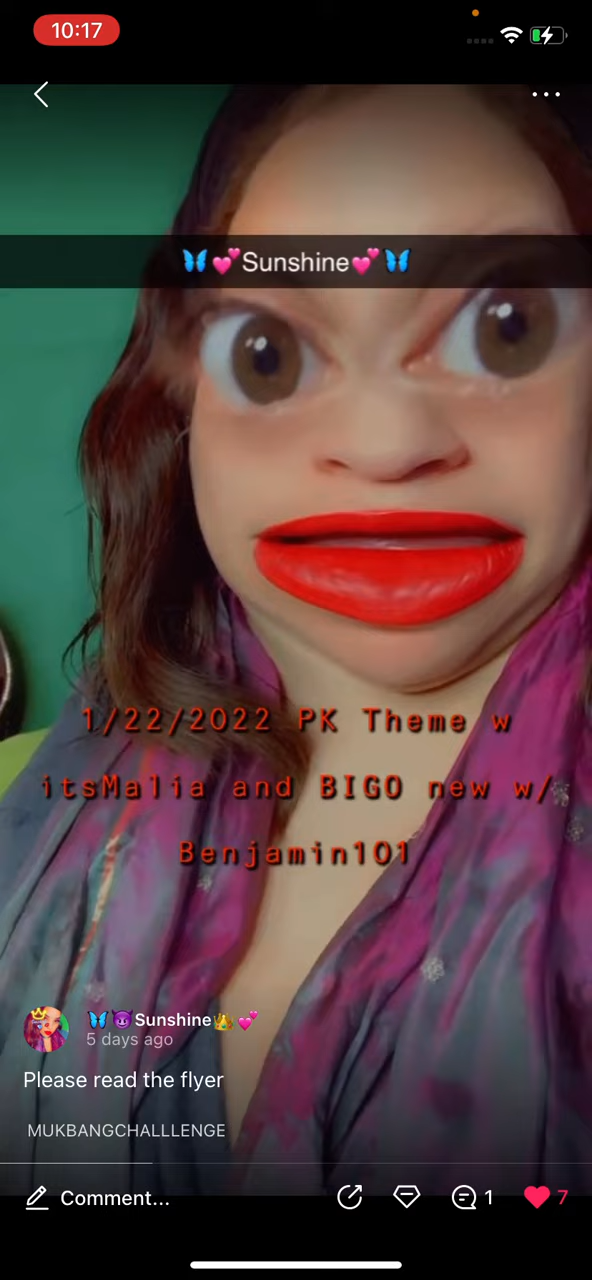 10:17
🦋💕Sunshine💕🦋
1/22/2022 PK Theme w
itsMalia and BIGO new w/
Benjamin101
🦋😈Sunshine👑💕
5 days ago
Please read the flyer
MUKBANGCHALLLENGE
Comment...
1
7